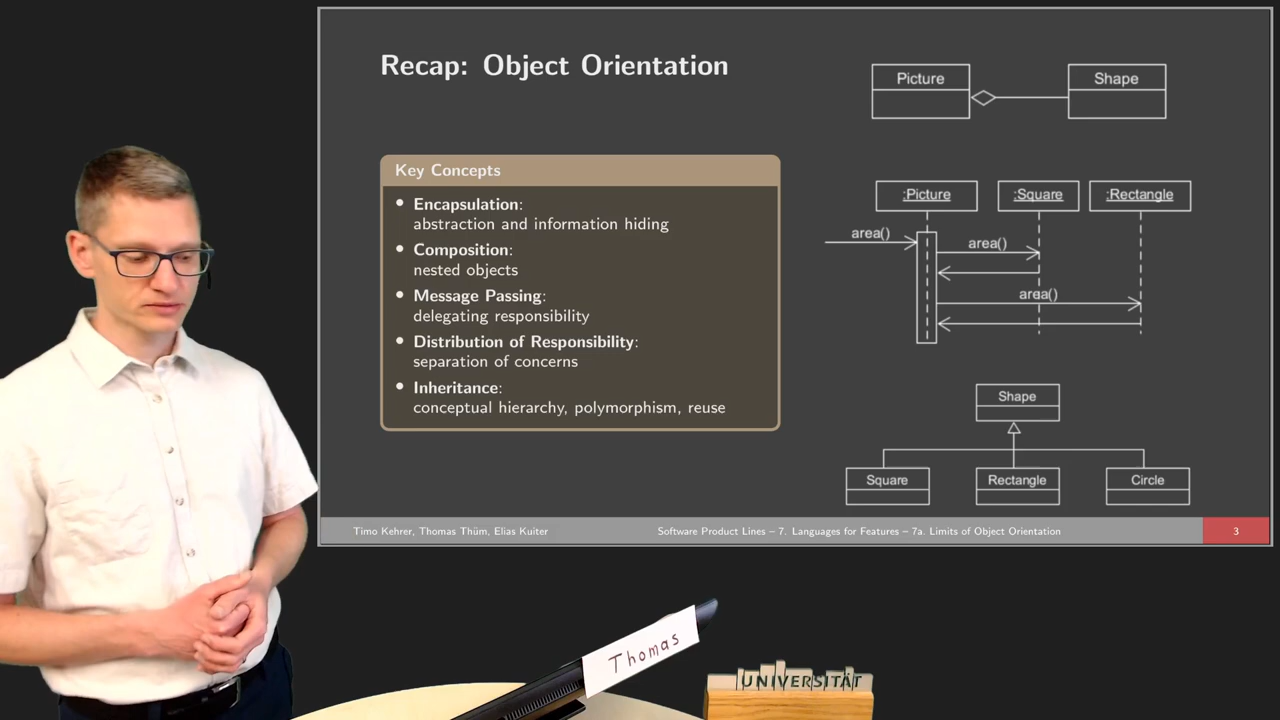 Recap: Object Orientation
Key Concepts
• Encapsulation:
abstraction and information hiding
• Composition:
nested objects
• Message Passing:
delegating responsibility
• Distribution of Responsibility:
separation of concerns
• Inheritance:
conceptual hierarchy, polymorphism, reuse
Picture
Shape
:Picture
:Square
:Rectangle
area()
area()
area()
Shape
Square
Rectangle
Circle
Timo Kehrer, Thomas Thüm, Elias Kuiter
Software Product Lines – 7. Languages for Features – 7a. Limits of Object Orientation
3
Thomas
UNIVERSITÄT